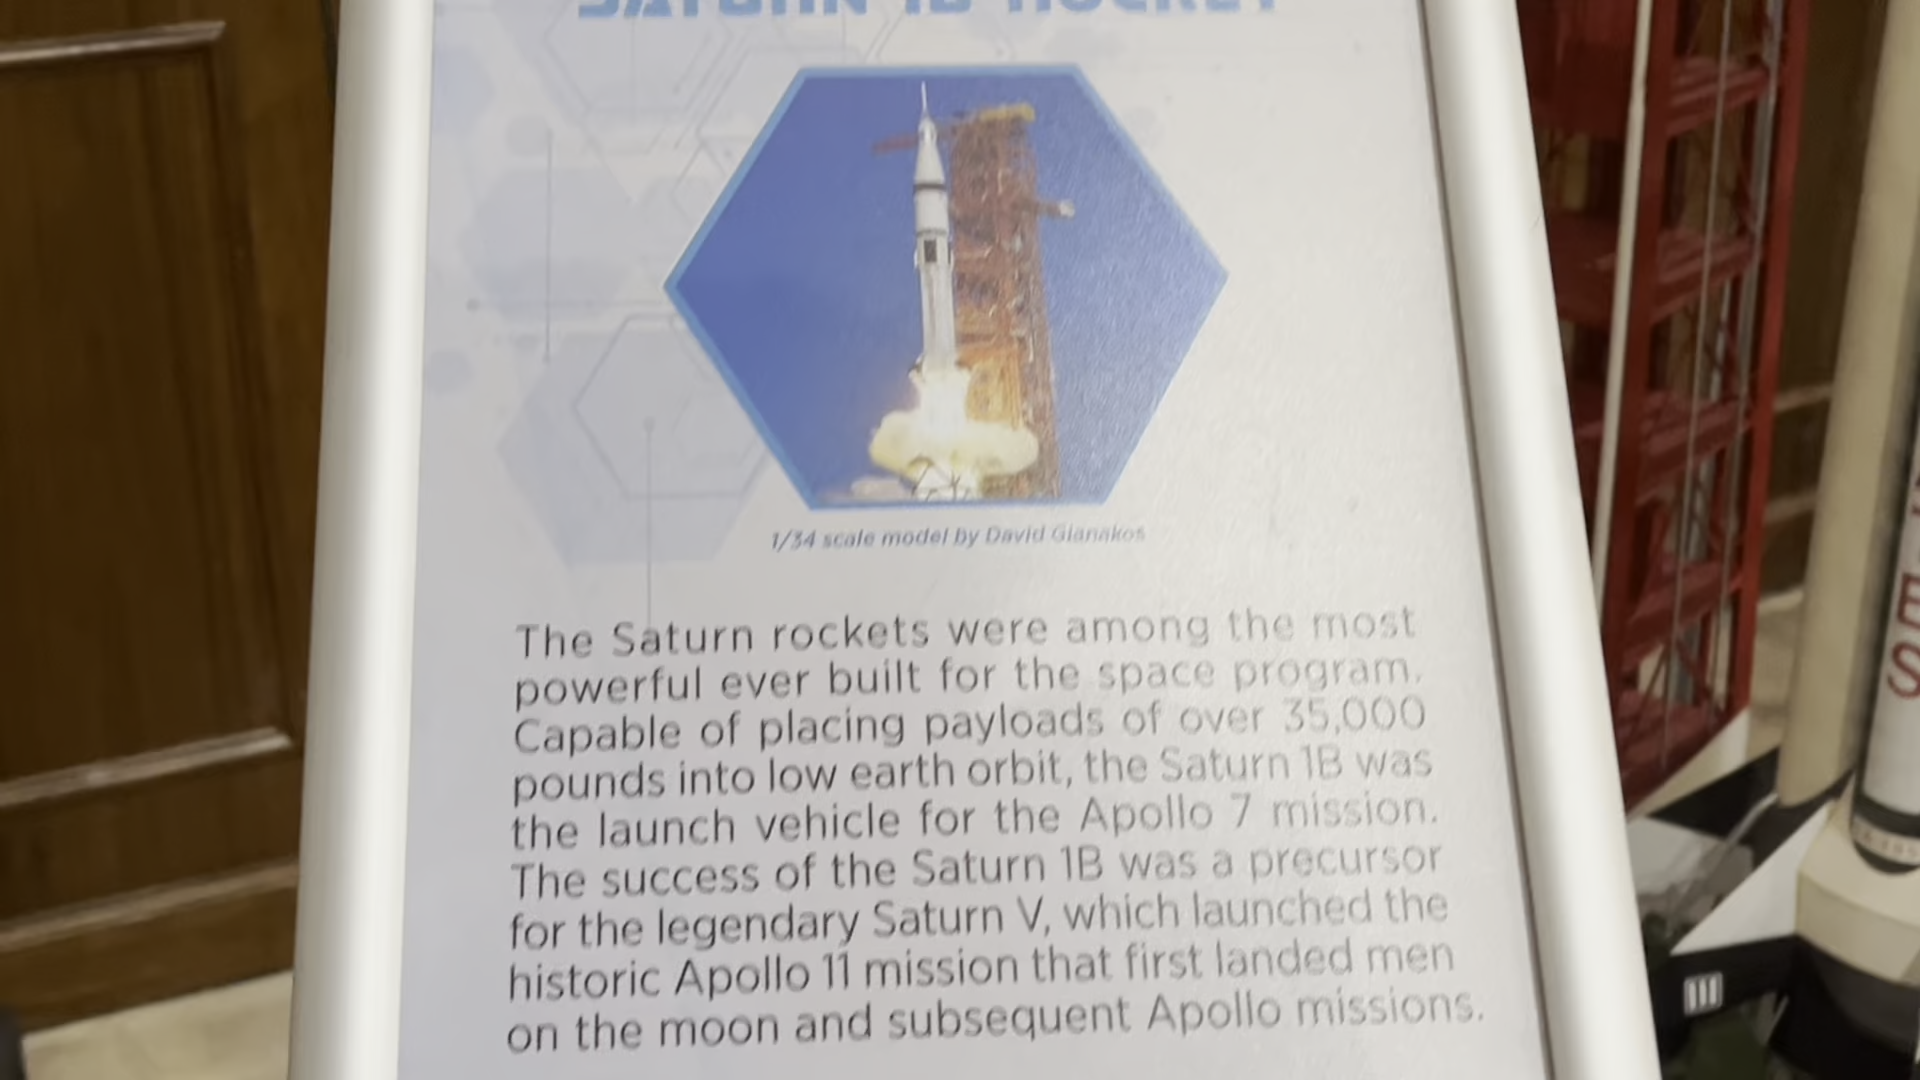 SATURN 1B ROCKET
1/34 scale model by David Gianakos
The Saturn rockets were among the most
powerful ever built for the space program.
Capable of placing payloads of over 35,000
pounds into low earth orbit, the Saturn 1B was
the launch vehicle for the Apollo 7 mission.
The success of the Saturn 1B was a precursor
for the legendary Saturn V, which launched the
historic Apollo 11 mission that first landed men
on the moon and subsequent Apollo missions.
E
S
III